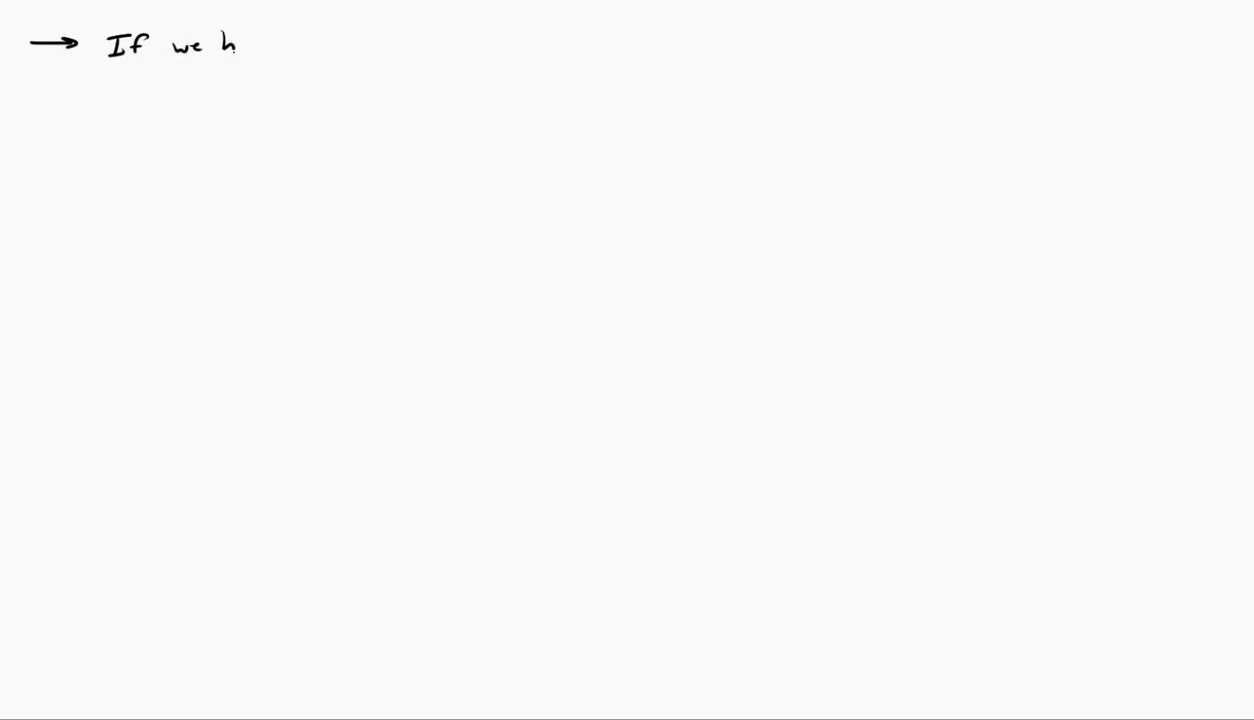 → If we h